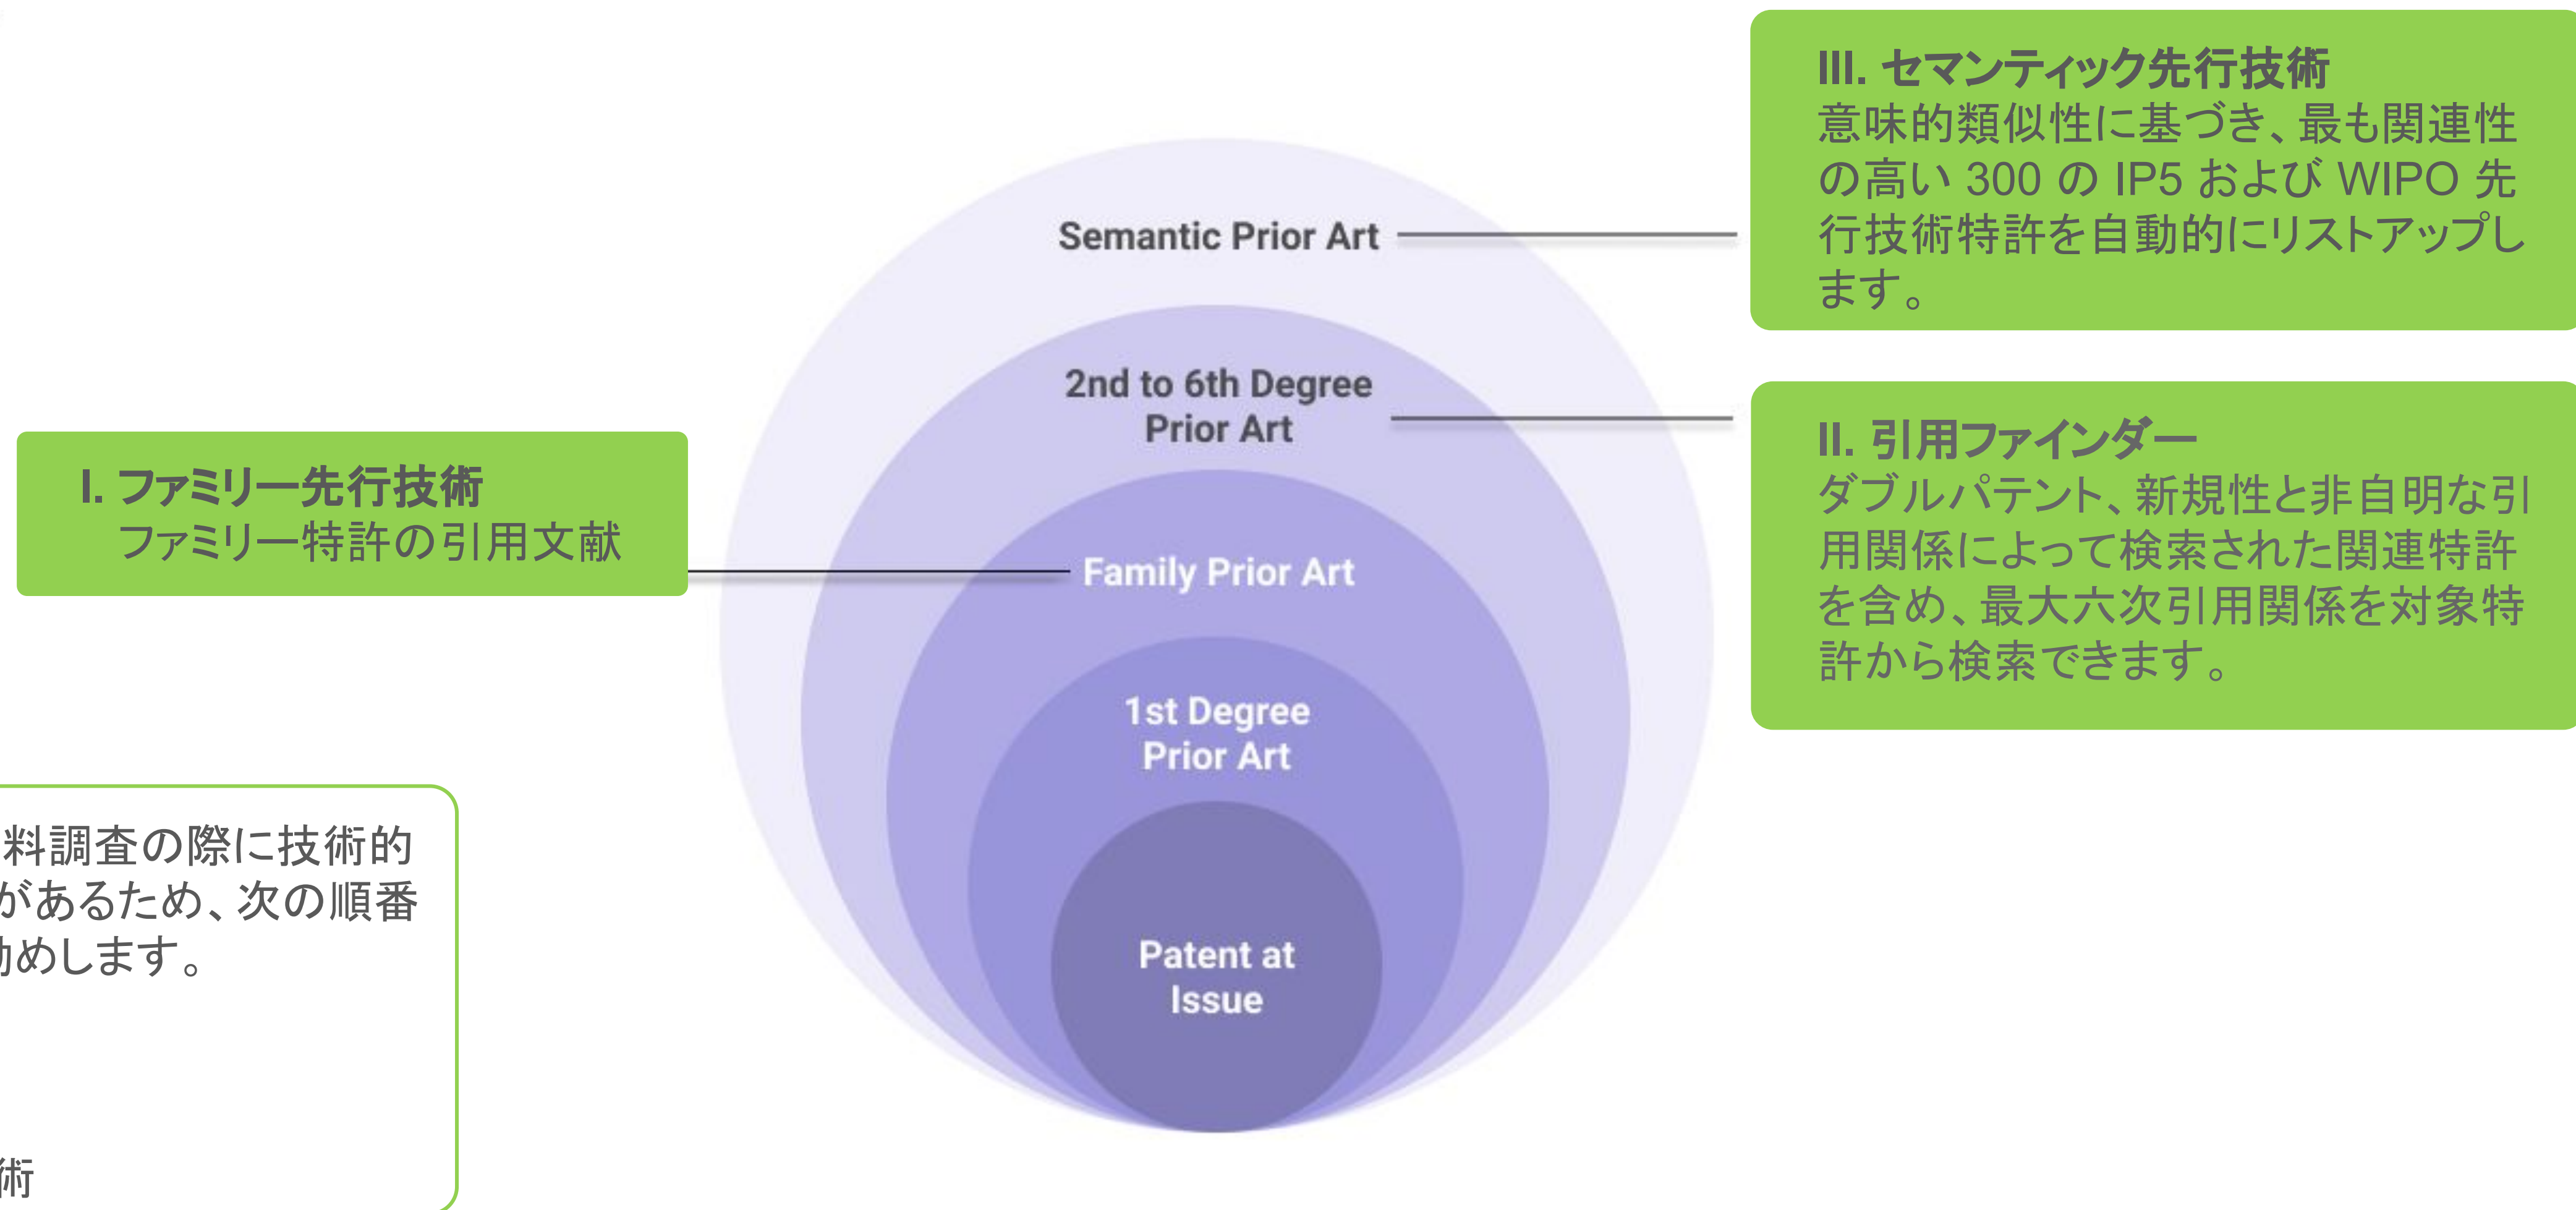 III. セマンティック先行技術
意味的類似性に基づき、最も関連性
の高い 300 の IP5 および WIPO 先
行技術特許を自動的にリストアップし
ます。
Semantic Prior Art
2nd to 6th Degree
Prior Art
II. 引用ファインダー
ダブルパテント、新規性と非自明な引
用関係によって検索された関連特許
を含め、最大六次引用関係を対象特
許から検索できます。
I. ファミリー先行技術
ファミリー特許の引用文献
Family Prior Art
1st Degree
Prior Art
Patent at
Issue
料調査の際に技術的
があるため、次の順番
めします。
術